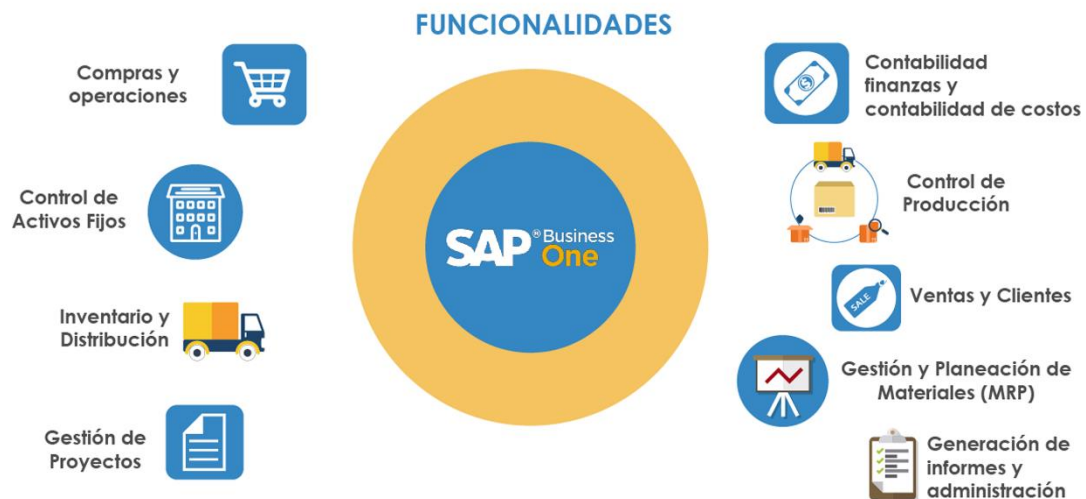 FUNCIONALIDADES
Compras y
operaciones
Control de
Activos Fijos
Inventario y
Distribución
Gestión de
Proyectos
SAP® Business
One
Contabilidad
finanzas y
contabilidad de costos
Control de
Producción
SALE
Ventas y Clientes
Gestión y Planeación de
Materiales (MRP)
Generación de
informes y
administración